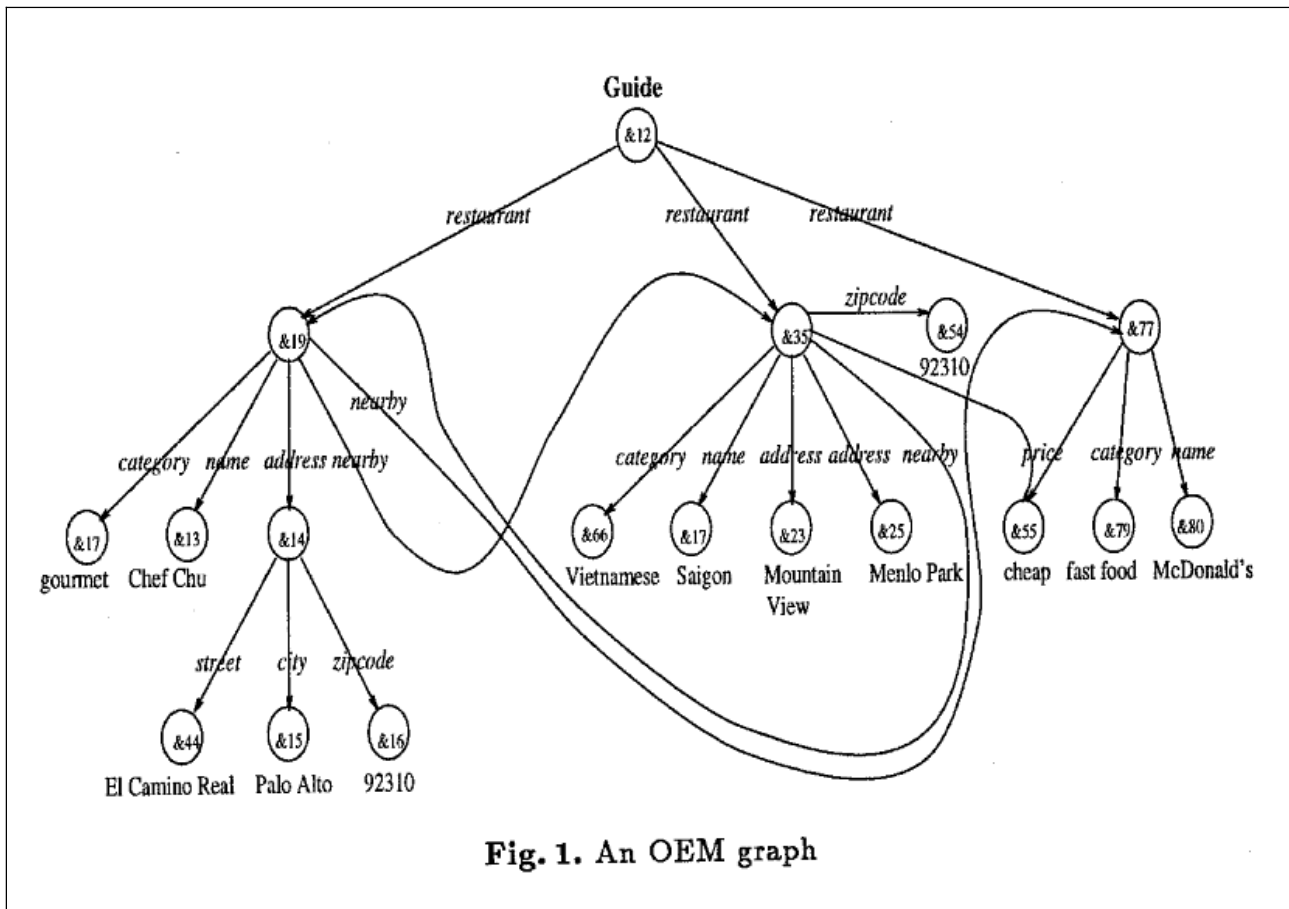 Guide
&12
restaurant restaurant restaurant
zipcode
&19 &35 &54 &77
92310
nearby
category name address nearby category name address address nearby price category name
&17 &13 &14 &66 &17 &23 &25 &55 &79 &80
gourmet Chef Chu Vietnamese Saigon Mountain Menlo Park cheap fast food McDonald's
View
street city zipcode
&44 &15 &16
El Camino Real Palo Alto 92310
Fig. 1. An OEM graph